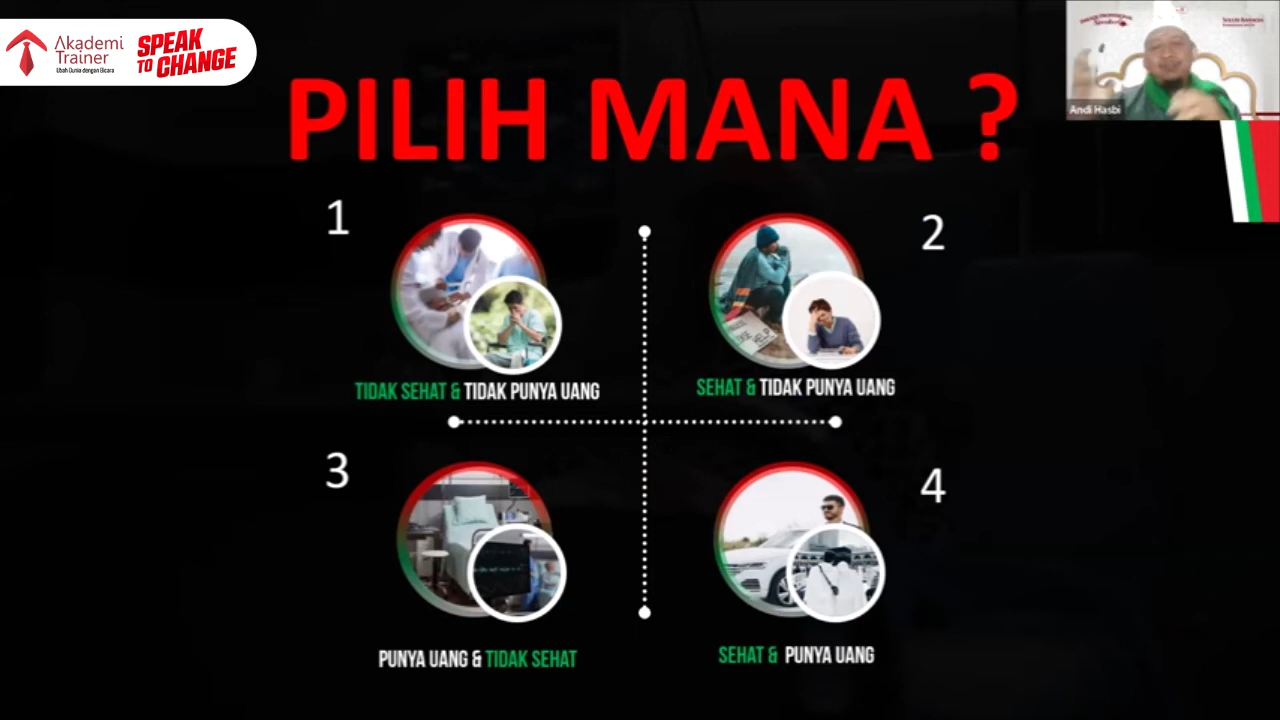 Akademi
Trainer
Ubah Dunia dengan Bicara
SPEAK
TO CHANGE
PILIH MANA ?
Andi Hasbi
1
2
TIDAK SEHAT & TIDAK PUNYA UANG
HELP
SEHAT & TIDAK PUNYA UANG
3
4
PUNYA UANG & TIDAK SEHAT
SEHAT & PUNYA UANG